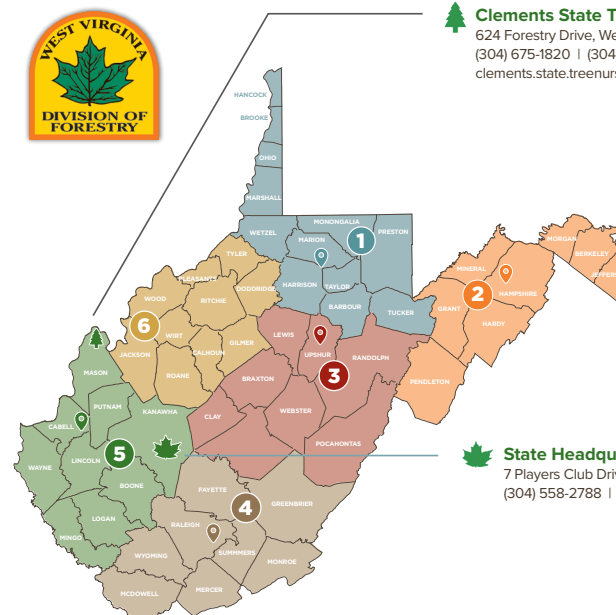 WEST VIRGINIA
DIVISION OF
FORESTRY
Clements State T
624 Forestry Drive, We
(304) 675-1820 | (304
clements.state.treenurs
HANCOCK
BROOKE
OHIO
MARSHALL
WETZEL
MONONGALIA
PRESTON
MARION
1
HARRISON
TAYLOR
BARBOUR
TUCKER
MORGAN
BERKELEY
JEFFERS
MINERAL
HAMPSHIRE
2
GRANT
HARDY
PENDLETON
TYLER
PLEASANTS
DODDRIDGE
WOOD
RITCHIE
6
WIRT
CALHOUN
GILMER
JACKSON
ROANE
LEWIS
UPSHUR
RANDOLPH
3
BRAXTON
WEBSTER
CLAY
POCAHONTAS
MASON
PUTNAM
KANAWHA
CABELL
WAYNE
LINCOLN
5
BOONE
LOGAN
MINGO
FAYETTE
4
GREENBRIER
RALEIGH
SUMMMERS
WYOMING
MONROE
MERCER
MCDOWELL
State Headqu
7 Players Club Driv
(304) 558-2788 |